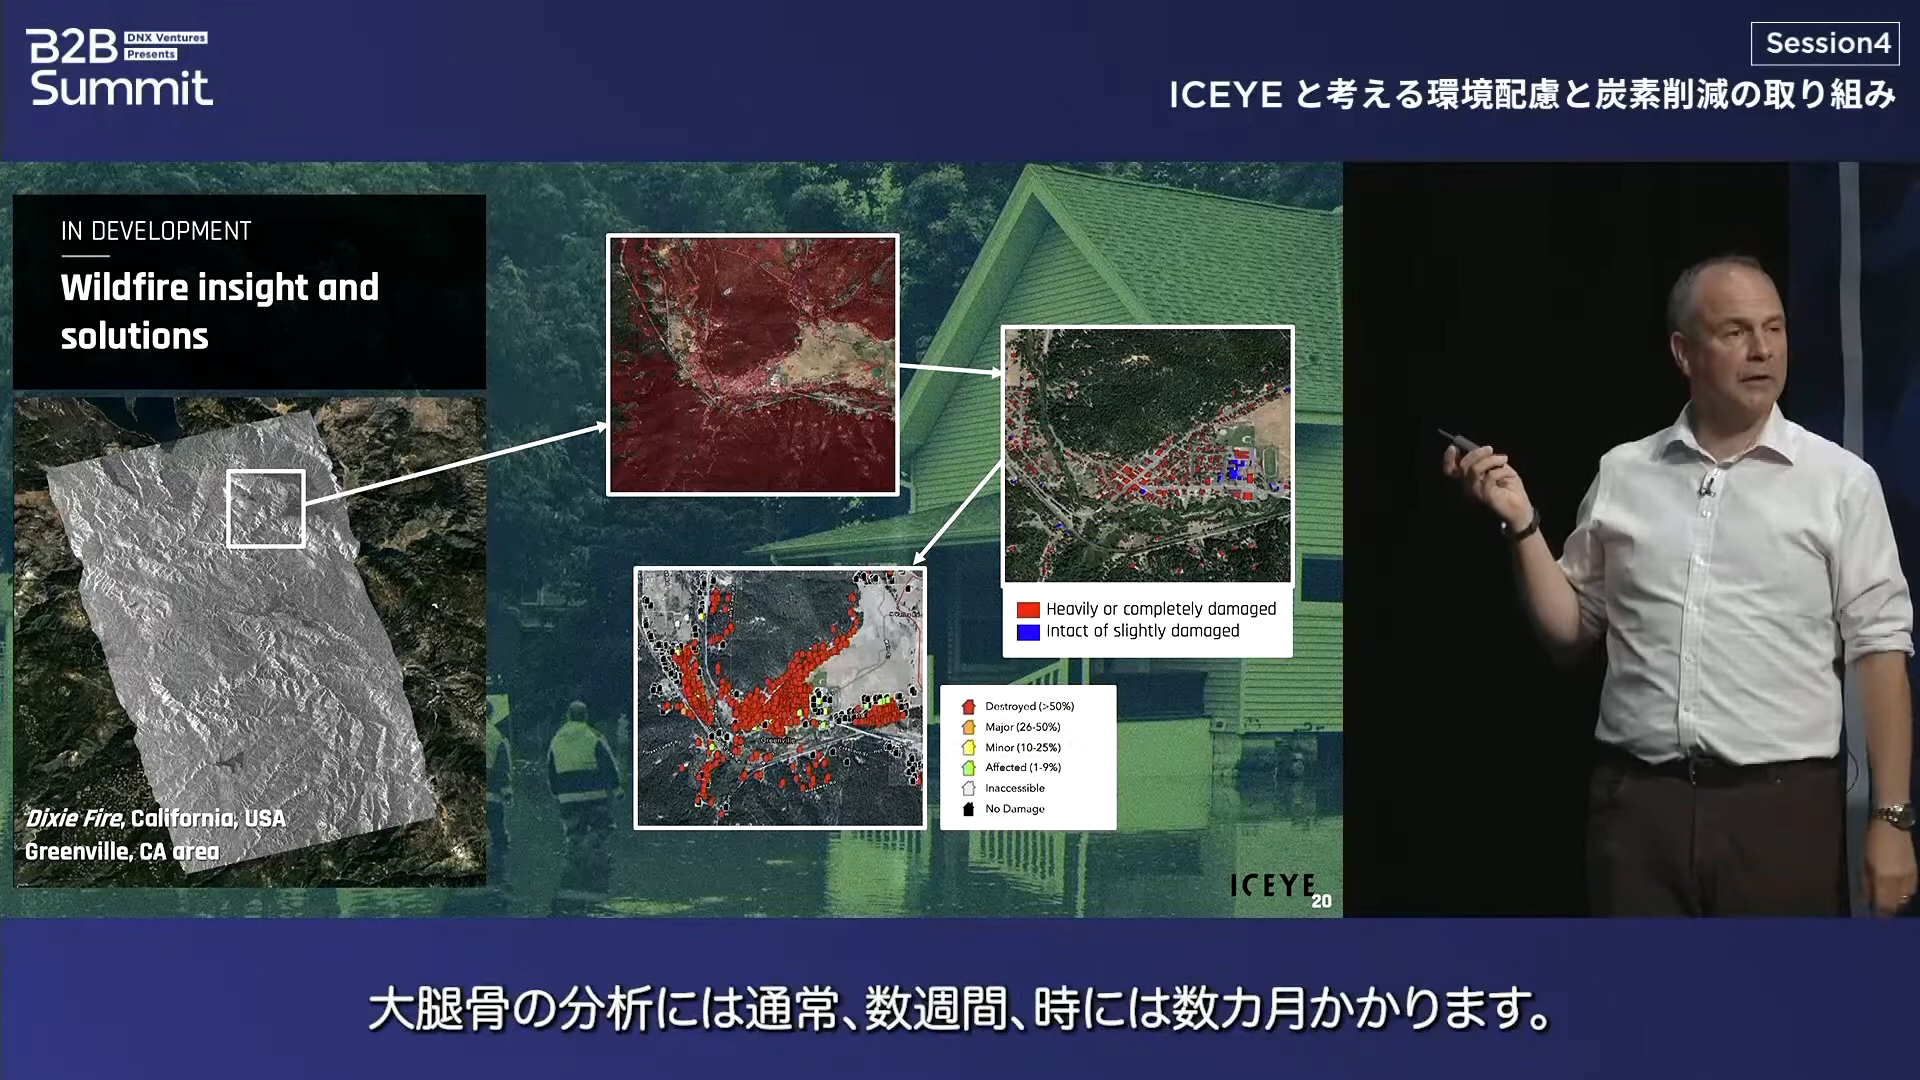 B2B
DNX Ventures
Presents
Summit
Session4
ICEYE と考える環境配慮と炭素削減の取り組み
IN DEVELOPMENT
Wildfire insight and
solutions
Dixie Fire, California, USA
Greenville, CA area
Heavily or completely damaged
Intact of slightly damaged
Greenville
Destroyed (>50%)
Major (26-50%)
Minor (10-25%)
Affected (1-9%)
Inaccessible
No Damage
ICEYE
20
大腿骨の分析には通常、数週間、時には数カ月かかります。